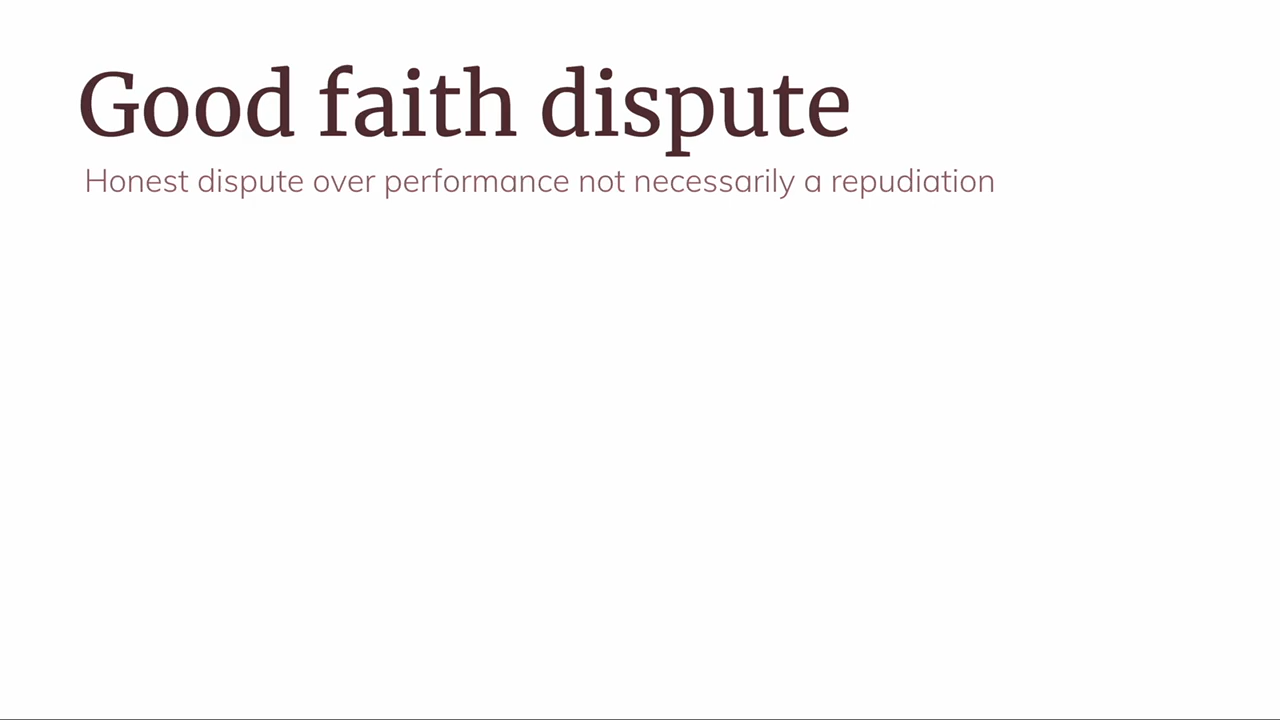 Good faith dispute
Honest dispute over performance not necessarily a repudiation